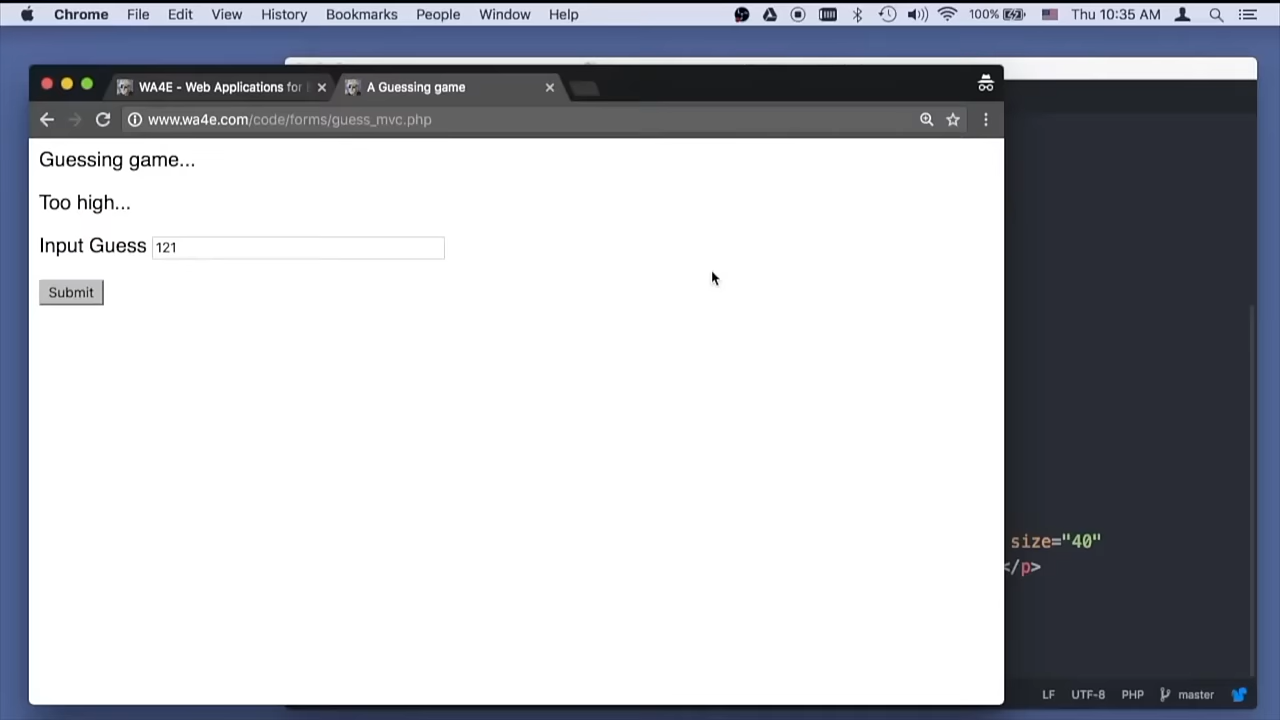 Chrome File Edit View History Bookmarks People Window Help 100% Thu 10:35 AM
WA4E - Web Applications for
A Guessing game
www.wa4e.com/code/forms/guess_mvc.php
Guessing game...
Too high...
Input Guess 121
Submit
size="40"
</p>
LF UTF-8 PHP master